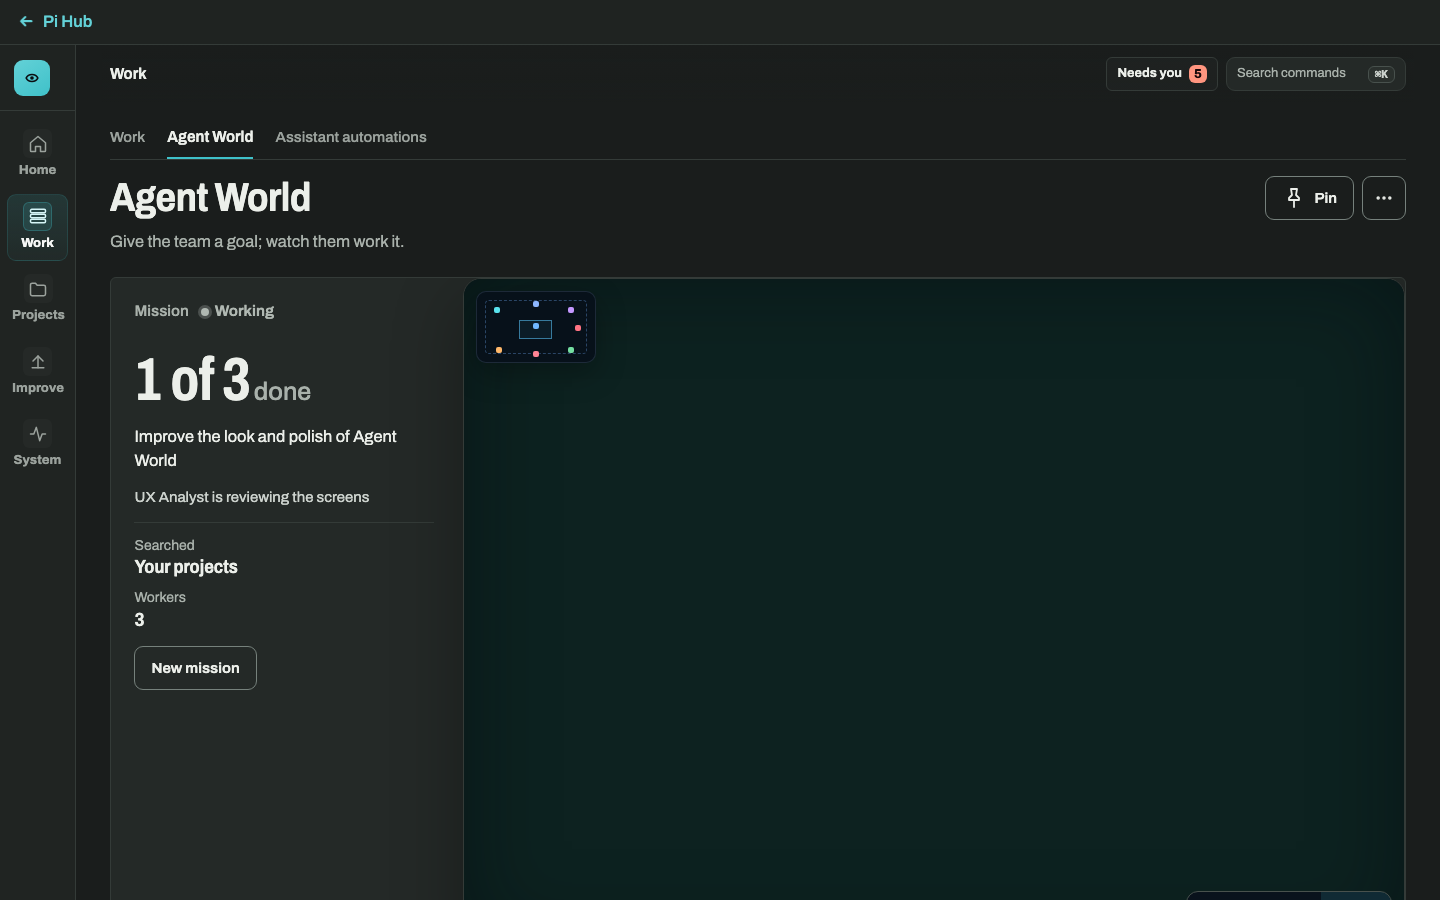 Pi Hub
Work
Needs you 5
Search commands ⌘K
Home
Work
Projects
Improve
System
Work Agent World Assistant automations
Agent World
Pin
Give the team a goal; watch them work it.
Mission Working
1 of 3 done
Improve the look and polish of Agent
World
UX Analyst is reviewing the screens
Searched
Your projects
Workers
3
New mission